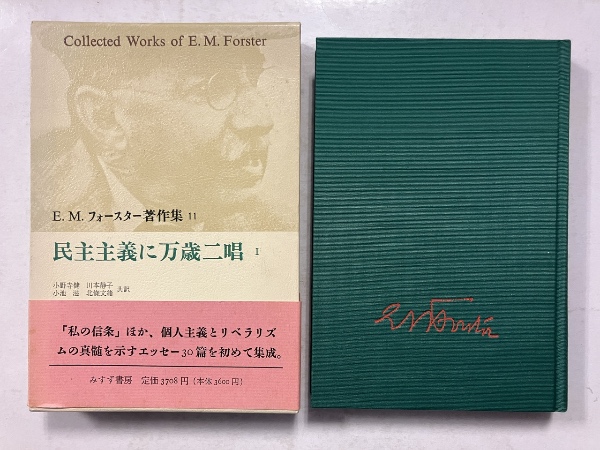 Collected Works of E. M. Forster
E. M. フォースター著作集 11
民主主義に万歳二唱 I
小野寺健 川本静子
小池 滋 北條文緒 共訳
「私の信条」ほか、個人主義とリベラリズ
ムの真髄を示すエッセー30篇を初めて集成。
みすず書房 定価3708円(本体3600円)
E M Forster